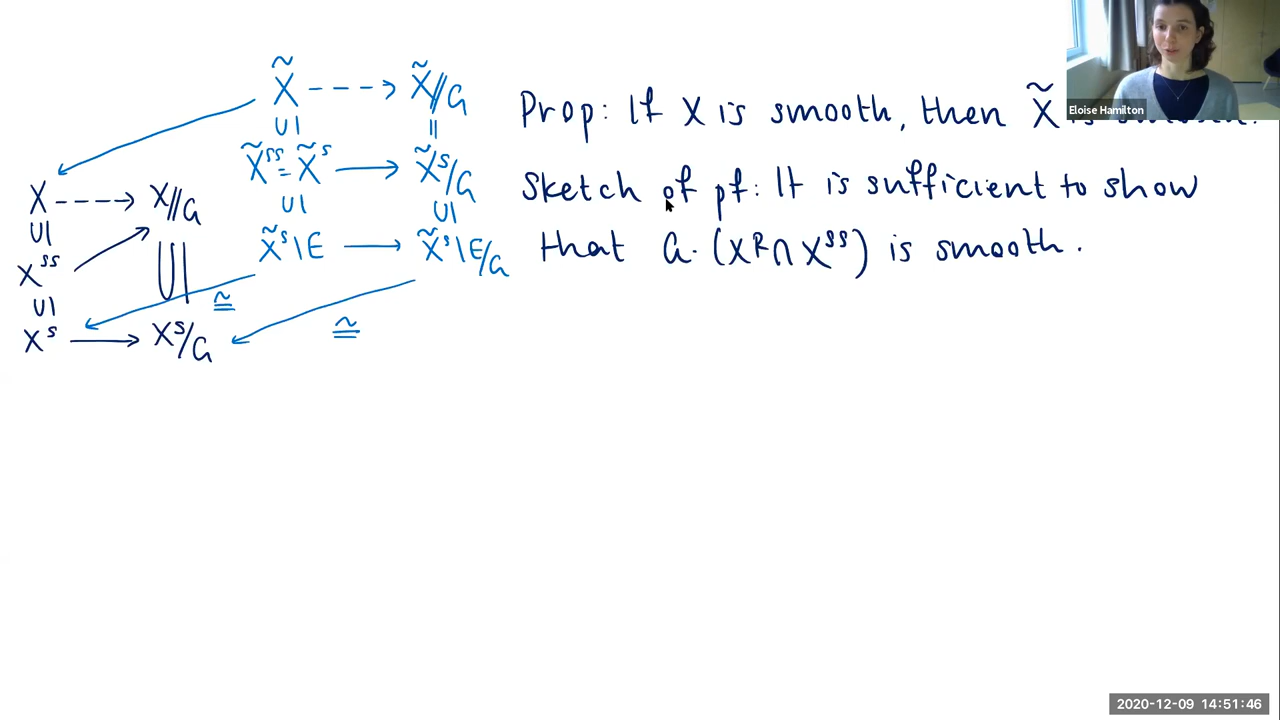 X̃ ---> X̃//G
∪| ||
X̃ˢˢ = X̃ˢ → X̃ˢ/G
∪| ∪|
X̃ˢ\E → X̃ˢ\E/G
X ---> X//G
∪|
Xˢˢ
∪| ∪|
Xˢ → Xˢ/G
≅
≅
Prop: If X is smooth, then X̃ is
Sketch of pf: It is sufficient to show
that G·(Xᴿ∩Xˢˢ) is smooth.
Eloise Hamilton
2020-12-09 14:51:46